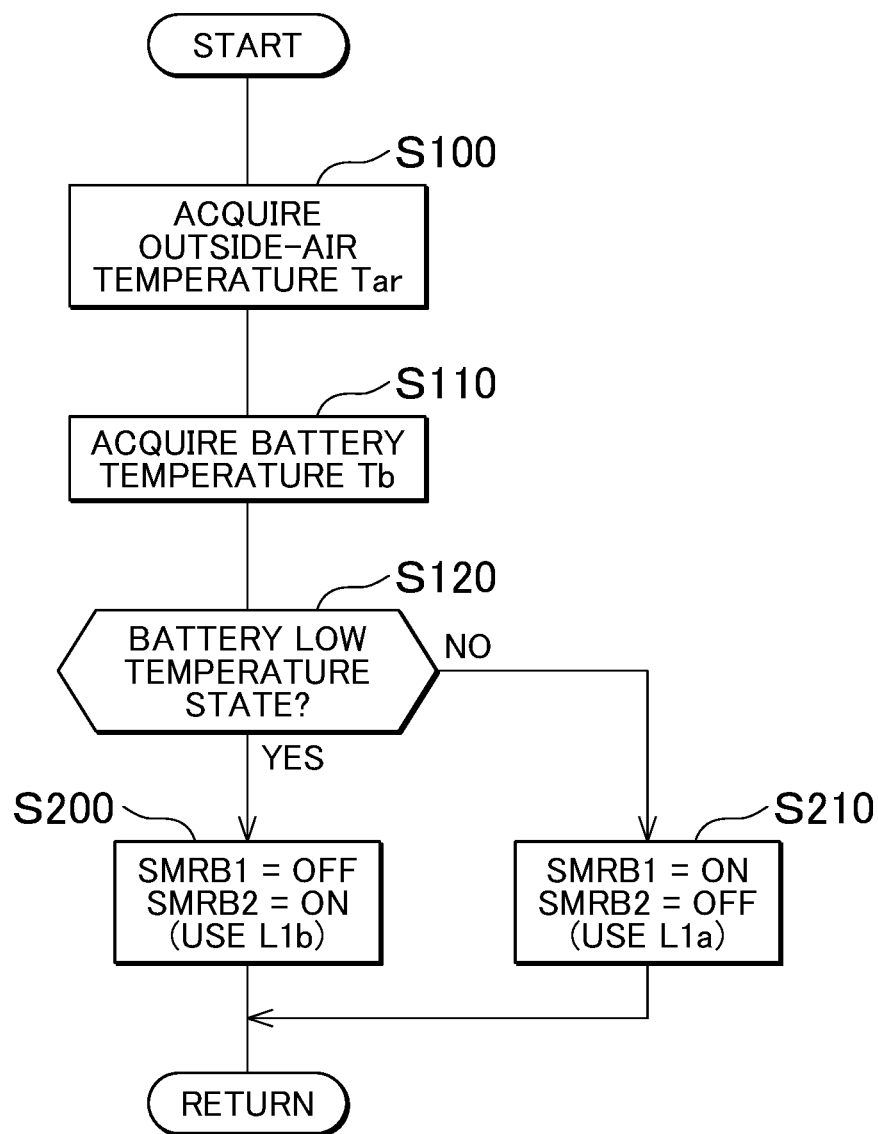 START
S100
ACQUIRE
OUTSIDE-AIR
TEMPERATURE Tar
S110
ACQUIRE BATTERY
TEMPERATURE Tb
S120
BATTERY LOW
TEMPERATURE
STATE?
NO
YES
S200
SMRB1 = OFF
SMRB2 = ON
(USE L1b)
S210
SMRB1 = ON
SMRB2 = OFF
(USE L1a)
RETURN